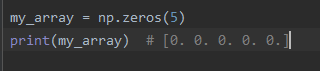 my_array = np.zeros(5)
print(my_array)  # [0. 0. 0. 0. 0.]